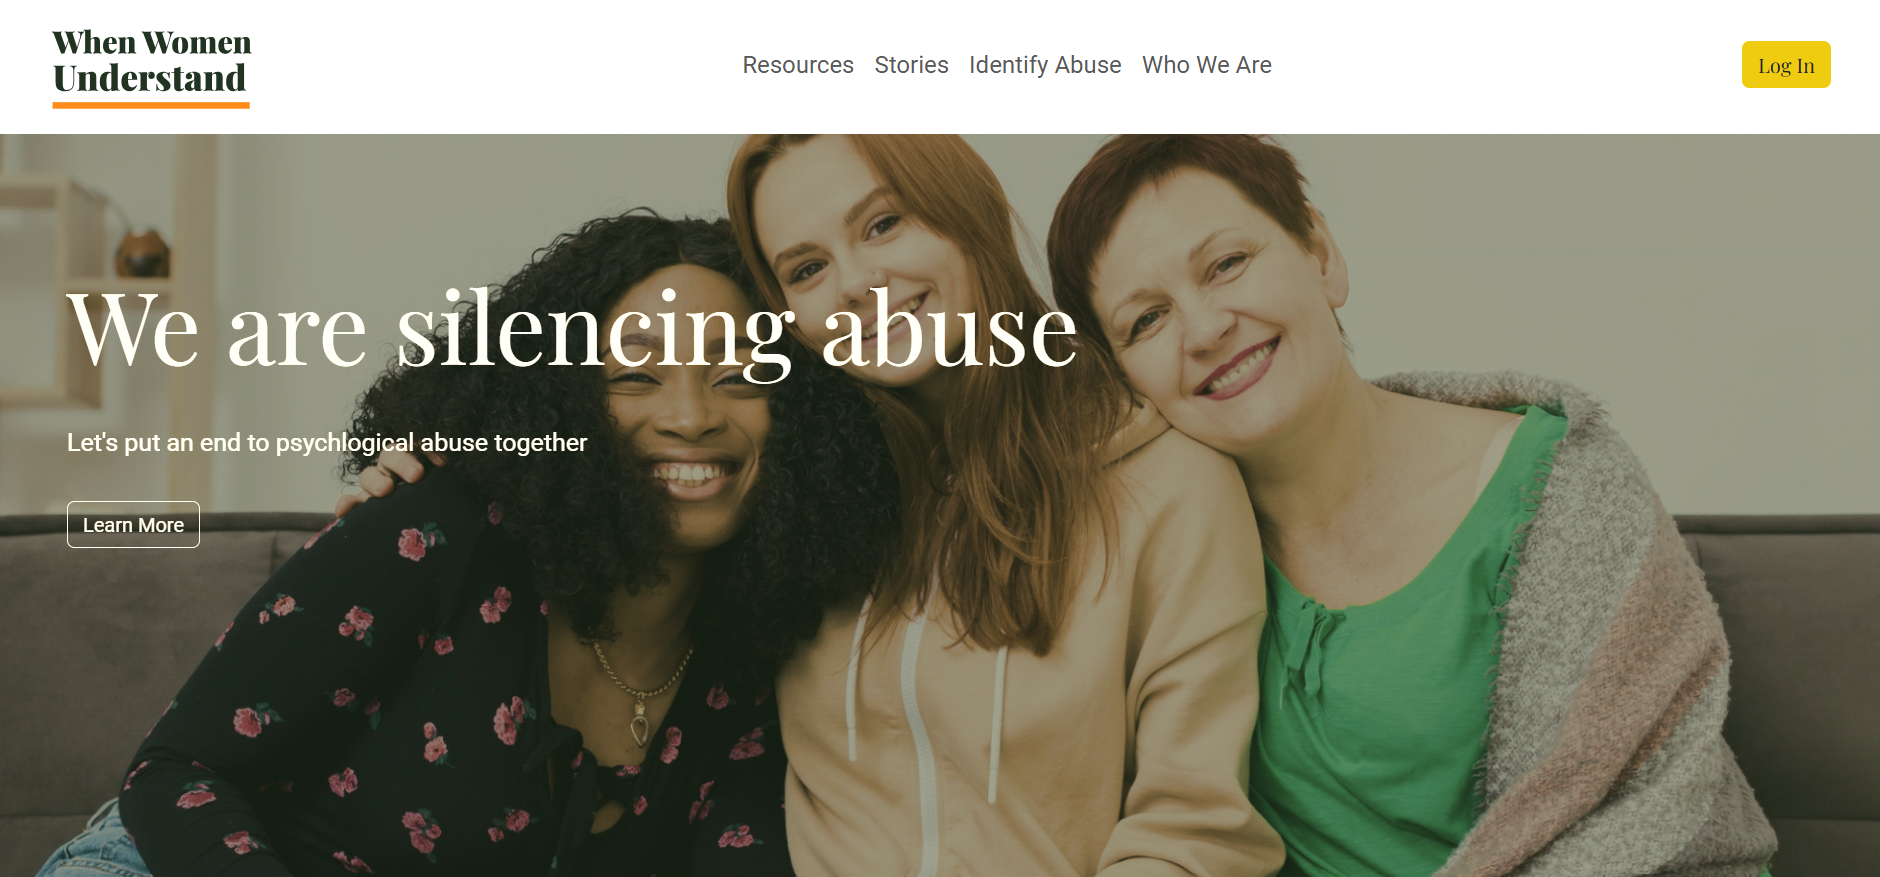 When Women
Understand
Resources Stories Identify Abuse Who We Are
Log In
We are silencing abuse
Let's put an end to psychlogical abuse together
Learn More